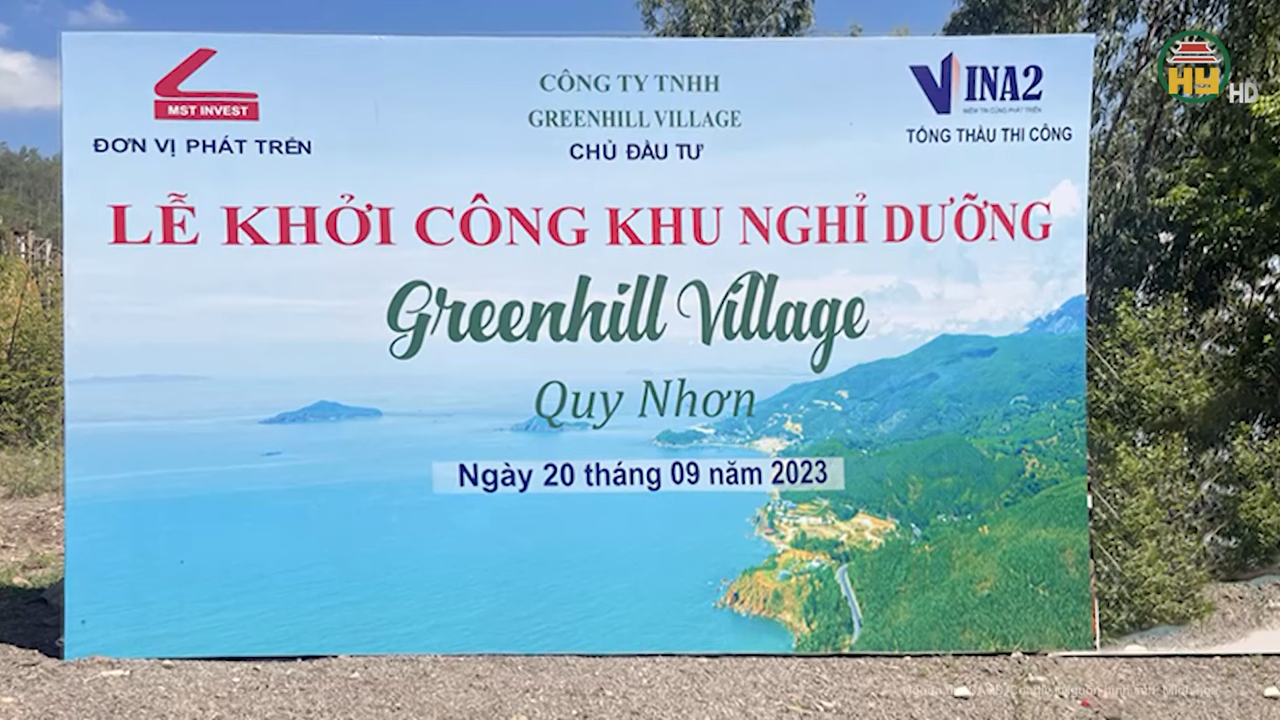 MST INVEST
ĐƠN VỊ PHÁT TRỂN
CÔNG TY TNHH
GREENHILL VILLAGE
CHỦ ĐẦU TƯ
VINA2
NIỀM TIN CÙNG PHÁT TRIỂN
TỔNG THẦU THI CÔNG
HY HD
LỄ KHỞI CÔNG KHU NGHỈ DƯỠNG
Greenhill Village
Quy Nhơn
Ngày 20 tháng 09 năm 2023